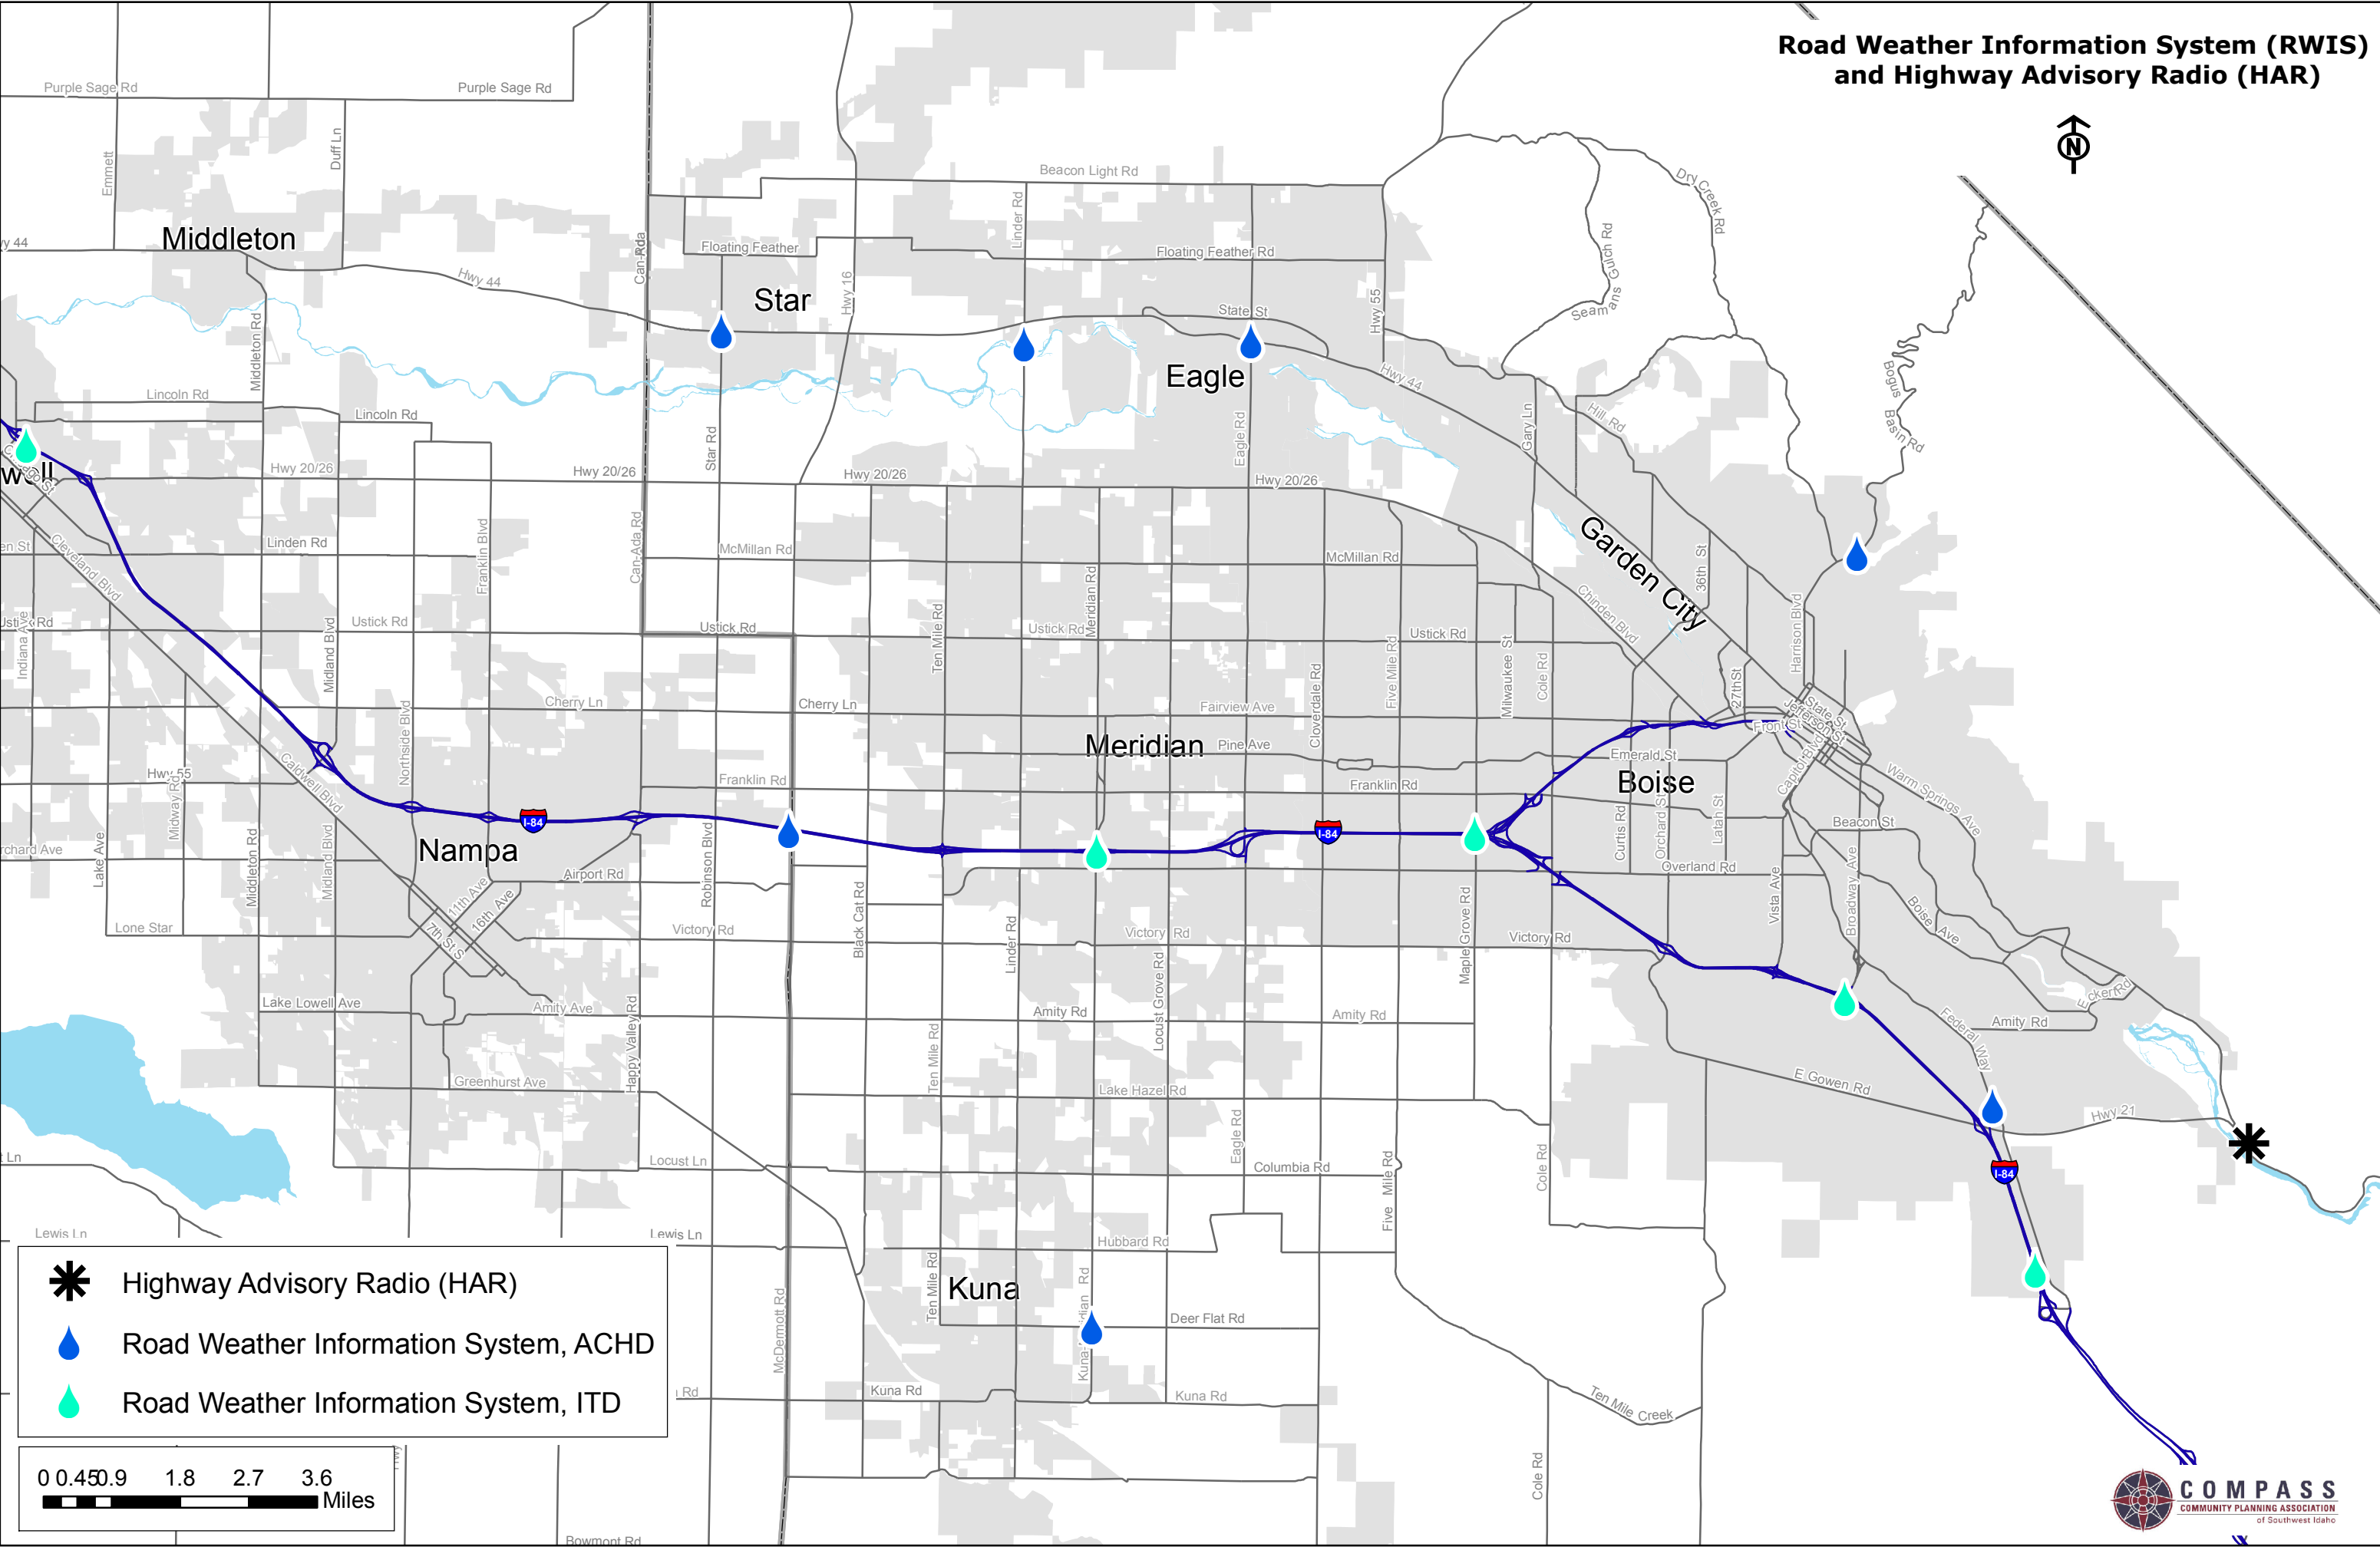 Road Weather Information System (RWIS)
and Highway Advisory Radio (HAR)
N
Purple Sage Rd
Purple Sage Rd
Emmett
Duff Ln
Beacon Light Rd
Linder Rd
Dry Creek Rd
Middleton
Hwy 44
Can-Ada
Floating Feather
Floating Feather Rd
Seamans Gulch Rd
Star
Hwy 16
State St
Hwy 55
Middleton Rd
Eagle
Hwy 44
Bogus Basin Rd
Lincoln Rd
Lincoln Rd
Star Rd
Eagle Rd
Gary Ln
Hill Rd
Hwy 20/26
Hwy 20/26
Hwy 20/26
Hwy 20/26
well
Linden Rd
Cleveland Blvd
Franklin Blvd
Can-Ada Rd
McMillan Rd
McMillan Rd
Garden City
36th St
Meridian Rd
Chinden Blvd
Ustick Rd
Ustick Rd
Ustick Rd
Ustick Rd
Ustick Rd
Indiana Ave
Midland Blvd
Ten Mile Rd
Five Mile Rd
Milwaukee St
Cole Rd
Harrison Blvd
27thSt
Cherry Ln
Cherry Ln
Fairview Ave
Cloverdale Rd
State St
Jefferson St
Front St
Northside Blvd
Meridian
Pine Ave
Emerald St
Capitol Blvd
Caldwell Blvd
Hwy 55
Midway Rd
Franklin Rd
Franklin Rd
Boise
Warm Springs Ave
I-84
I-84
Curtis Rd
Orchard St
Latah St
Beacon St
Nampa
Lake Ave
Middleton Rd
Midland Blvd
Airport Rd
Robinson Blvd
Overland Rd
Vista Ave
Broadway Ave
11th Ave
16th Ave
7th St S
Lone Star
Victory Rd
Black Cat Rd
Linder Rd
Victory Rd
Maple Grove Rd
Victory Rd
Boise Ave
Locust Grove Rd
Lake Lowell Ave
Amity Ave
Happy Valley Rd
Amity Rd
Amity Rd
Eckert Rd
Amity Rd
Federal Way
Ten Mile Rd
Greenhurst Ave
Lake Hazel Rd
E Gowen Rd
Hwy 21
Eagle Rd
Locust Ln
Columbia Rd
Five Mile Rd
Cole Rd
I-84
Lewis Ln
Lewis Ln
Hubbard Rd
Ten Mile Rd
Kuna
McDermott Rd
Deer Flat Rd
Kuna Rd
Kuna Rd
Ten Mile Creek
Cole Rd
Bowmont Rd
Highway Advisory Radio (HAR)
Road Weather Information System, ACHD
Road Weather Information System, ITD
0 0.45 0.9 1.8 2.7 3.6
Miles
COMPASS
COMMUNITY PLANNING ASSOCIATION
of Southwest Idaho